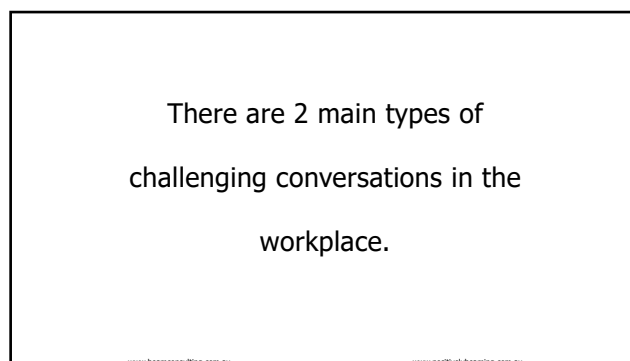 There are 2 main types of
challenging conversations in the
workplace.